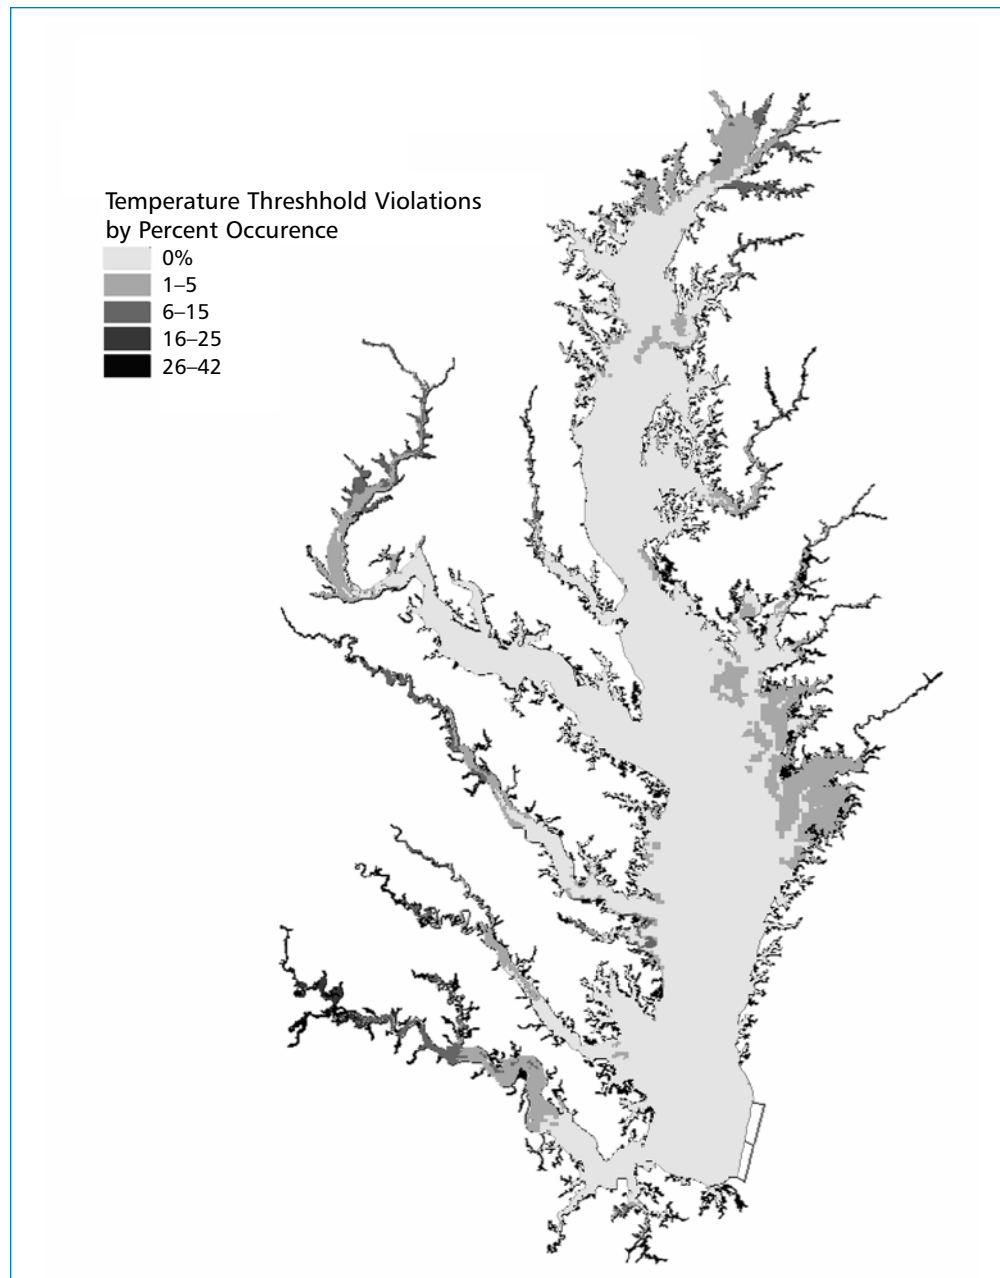 Temperature Threshhold Violations
by Percent Occurence
0%
1–5
6–15
16–25
26–42